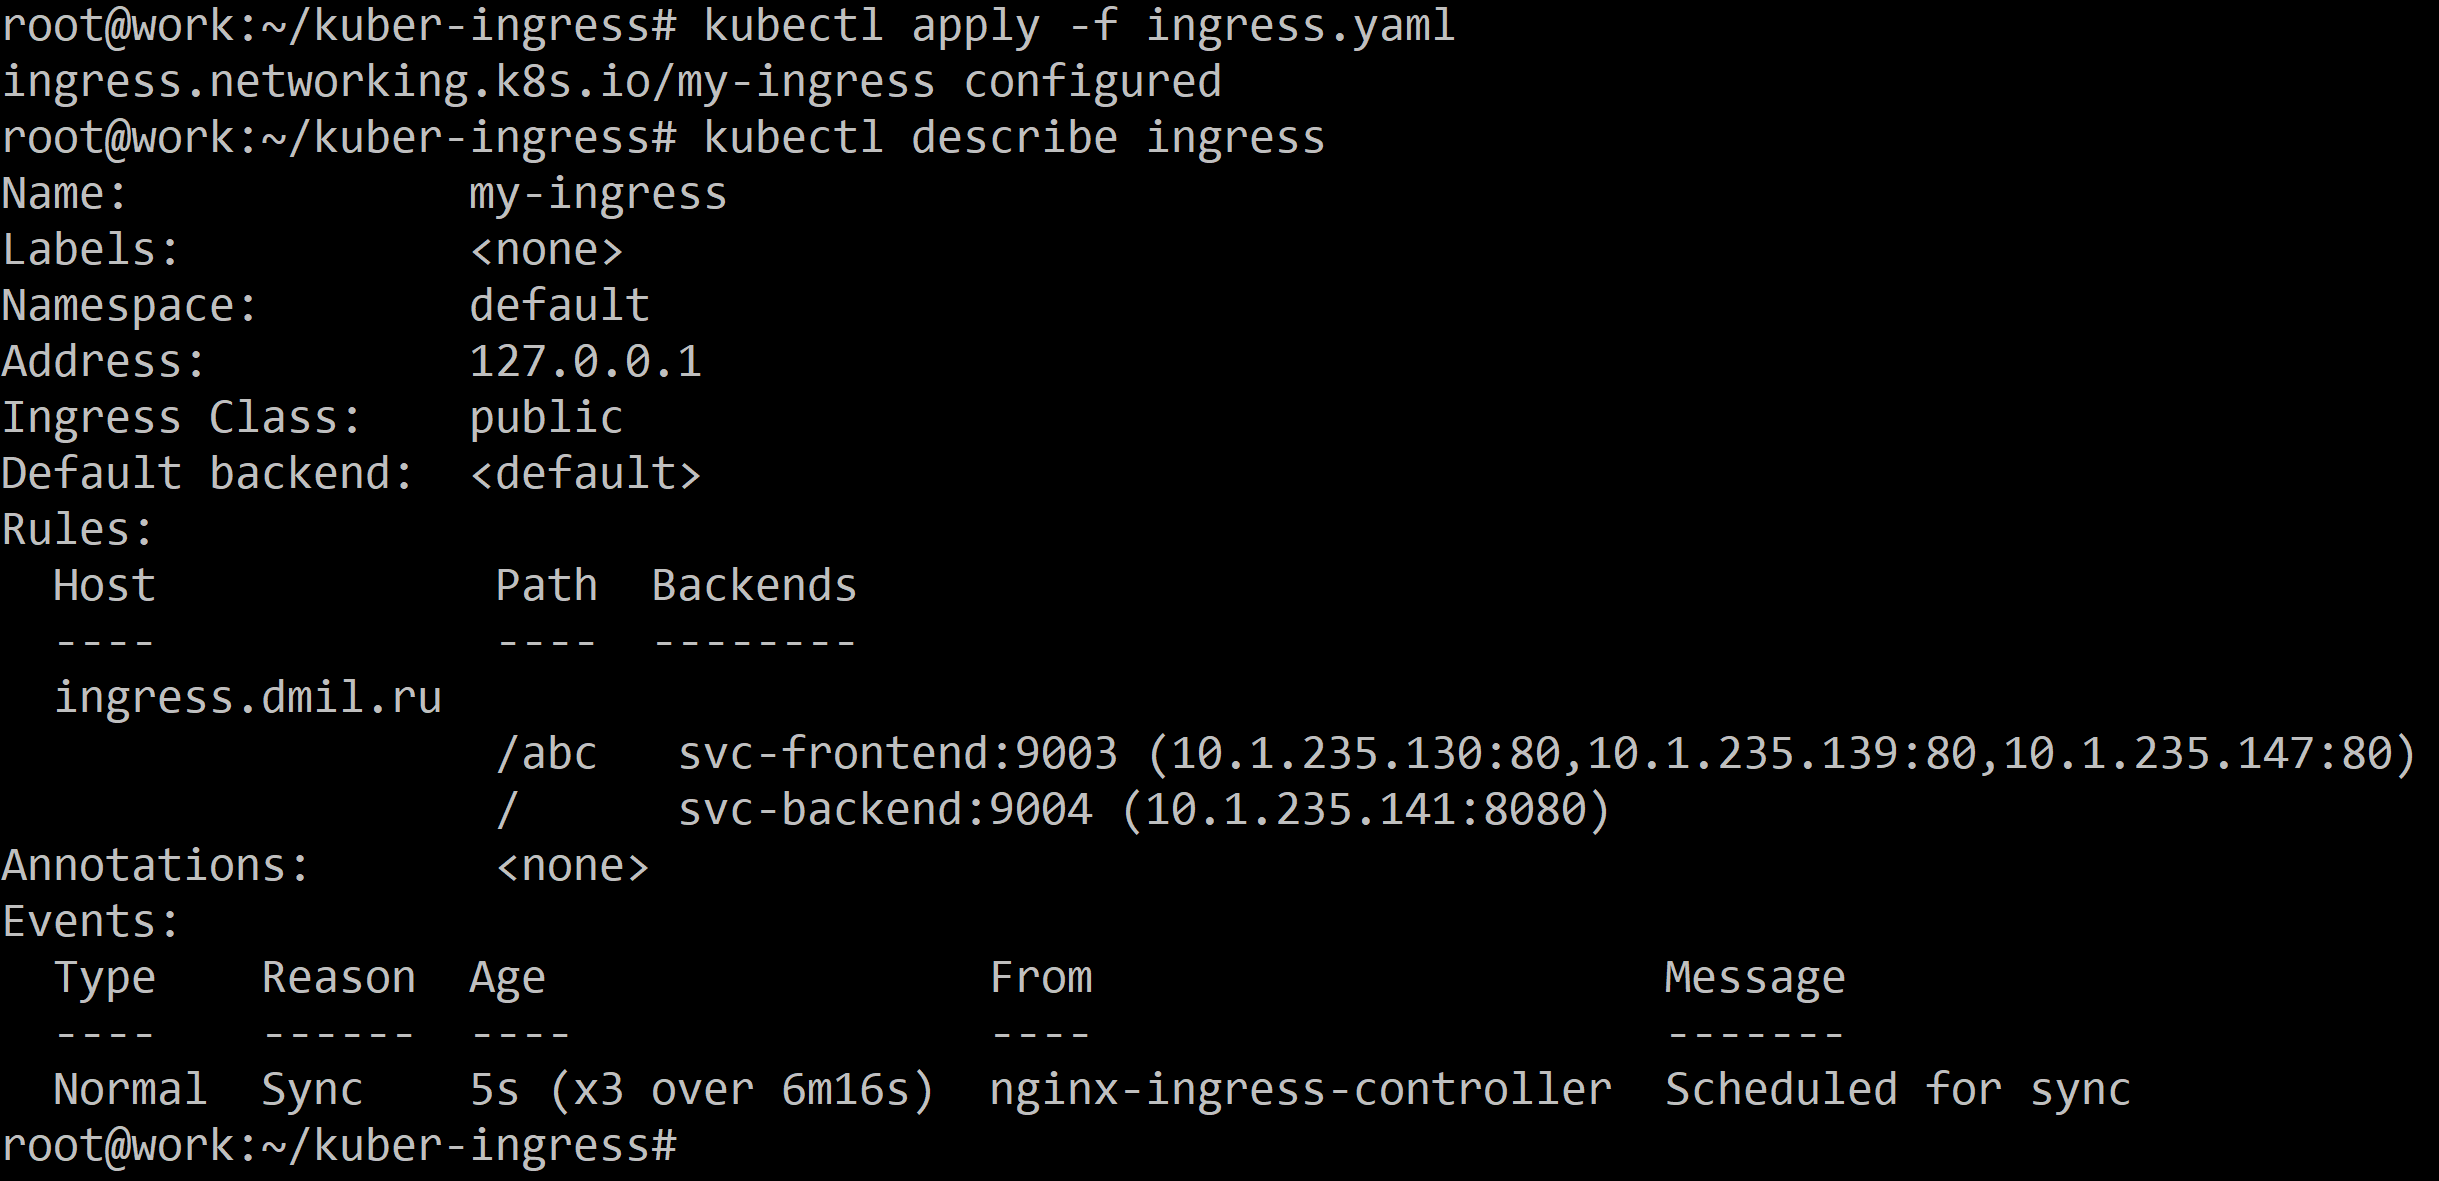 root@work:~/kuber-ingress# kubectl apply -f ingress.yaml
ingress.networking.k8s.io/my-ingress configured
root@work:~/kuber-ingress# kubectl describe ingress
Name:             my-ingress
Labels:           <none>
Namespace:        default
Address:          127.0.0.1
Ingress Class:    public
Default backend:  <default>
Rules:
  Host             Path  Backends
  ----             ----  --------
  ingress.dmil.ru
                   /abc   svc-frontend:9003 (10.1.235.130:80,10.1.235.139:80,10.1.235.147:80)
                   /      svc-backend:9004 (10.1.235.141:8080)
Annotations:       <none>
Events:
  Type    Reason  Age                 From                      Message
  ----    ------  ----                ----                      -------
  Normal  Sync    5s (x3 over 6m16s)  nginx-ingress-controller  Scheduled for sync
root@work:~/kuber-ingress#